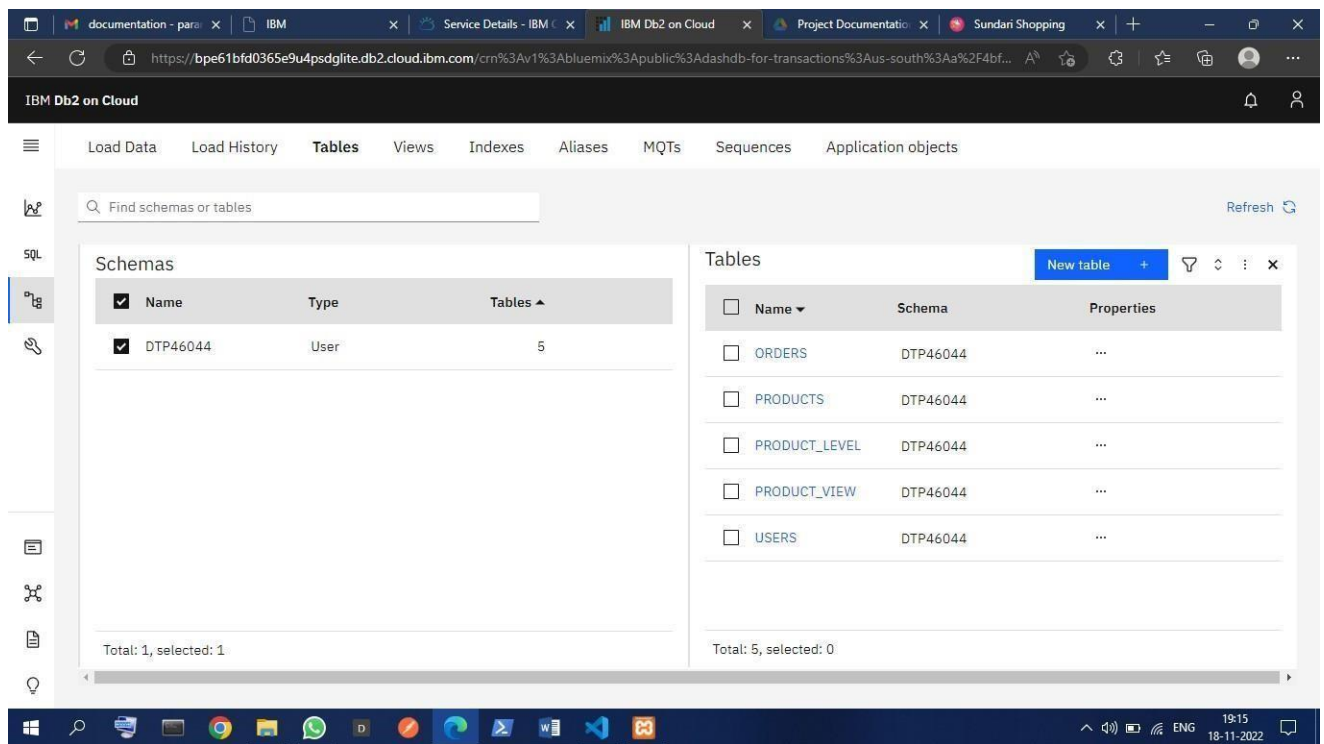 documentation - para
IBM
Service Details - IBM C
IBM Db2 on Cloud
Project Documentatio
Sundari Shopping
https://bpe61bfd0365e9u4psdglite.db2.cloud.ibm.com/crn%3Av1%3Abluemix%3Apublic%3Adashdb-for-transactions%3Aus-south%3Aa%2F4bf...
IBM Db2 on Cloud
Load Data Load History Tables Views Indexes Aliases MQTs Sequences Application objects
Find schemas or tables
Refresh
SQL
Schemas
Name Type Tables
DTP46044 User 5
Total: 1, selected: 1
Tables
New table +
Name Schema Properties
ORDERS DTP46044 ...
PRODUCTS DTP46044 ...
PRODUCT_LEVEL DTP46044 ...
PRODUCT_VIEW DTP46044 ...
USERS DTP46044 ...
Total: 5, selected: 0
ENG
19:15
18-11-2022